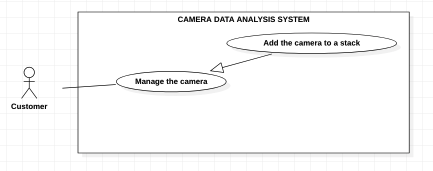 CAMERA DATA ANALYSIS SYSTEM
Add the camera to a stack
Manage the camera
Customer